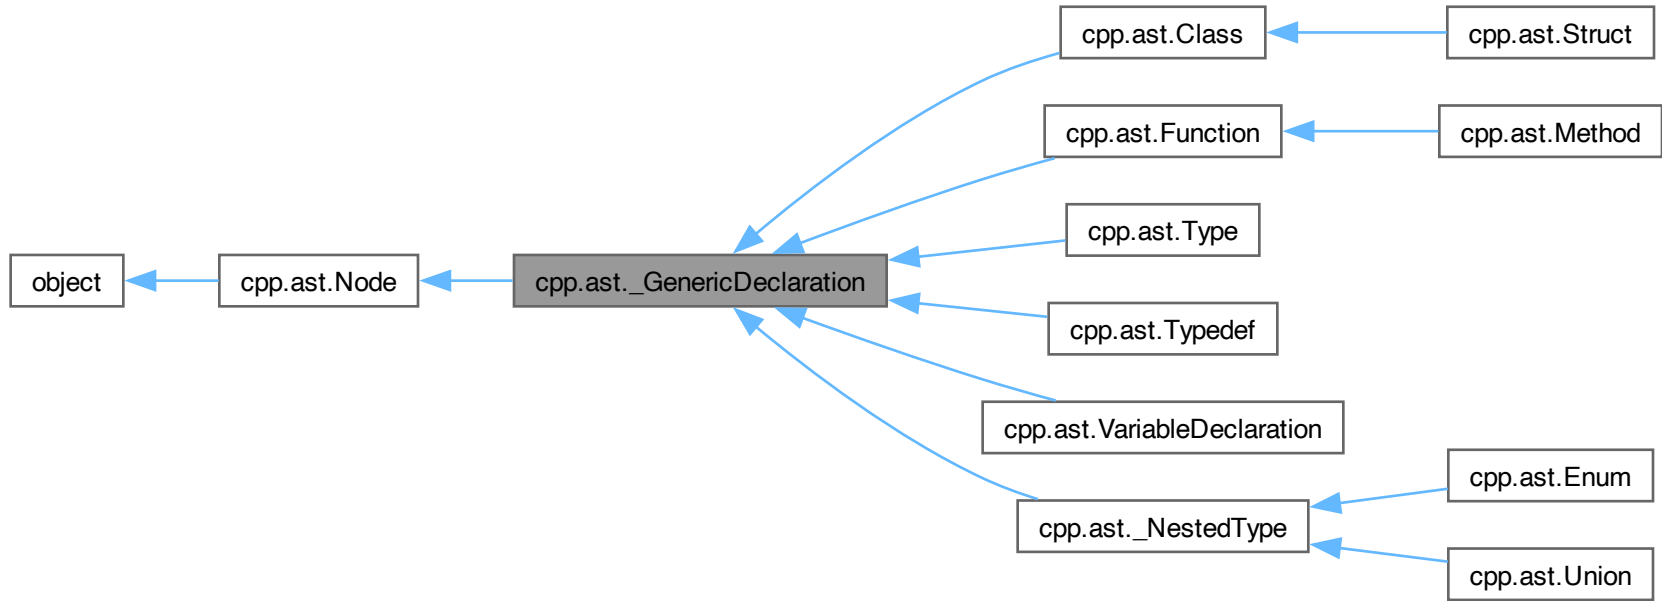 cpp.ast.Class
cpp.ast.Struct
cpp.ast.Function
cpp.ast.Method
cpp.ast.Type
object
cpp.ast.Node
cpp.ast._GenericDeclaration
cpp.ast.Typedef
cpp.ast.VariableDeclaration
cpp.ast.Enum
cpp.ast._NestedType
cpp.ast.Union